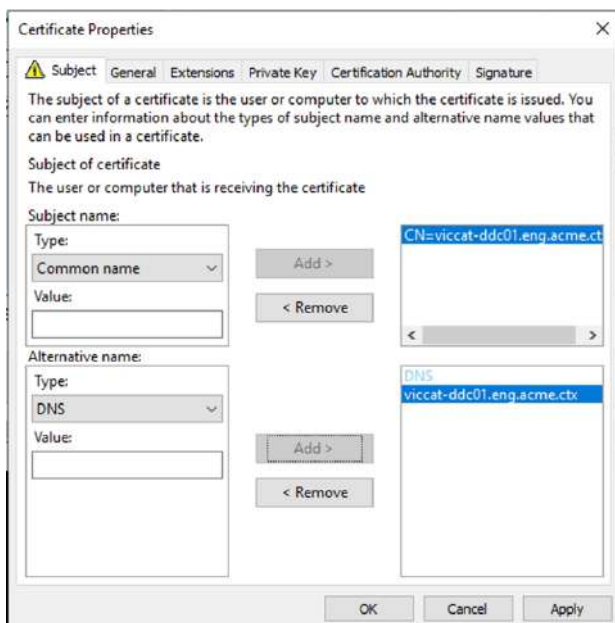 Certificate Properties
Subject General Extensions Private Key Certification Authority Signature
The subject of a certificate is the user or computer to which the certificate is issued. You
can enter information about the types of subject name and alternative name values that
can be used in a certificate.
Subject of certificate
The user or computer that is receiving the certificate
Subject name:
Type:
Common name
Value:
Add >
< Remove
CN=viccat-ddc01.eng.acme.ct
Alternative name:
Type:
DNS
Value:
Add >
< Remove
DNS
viccat-ddc01.eng.acme.ctx
OK Cancel Apply